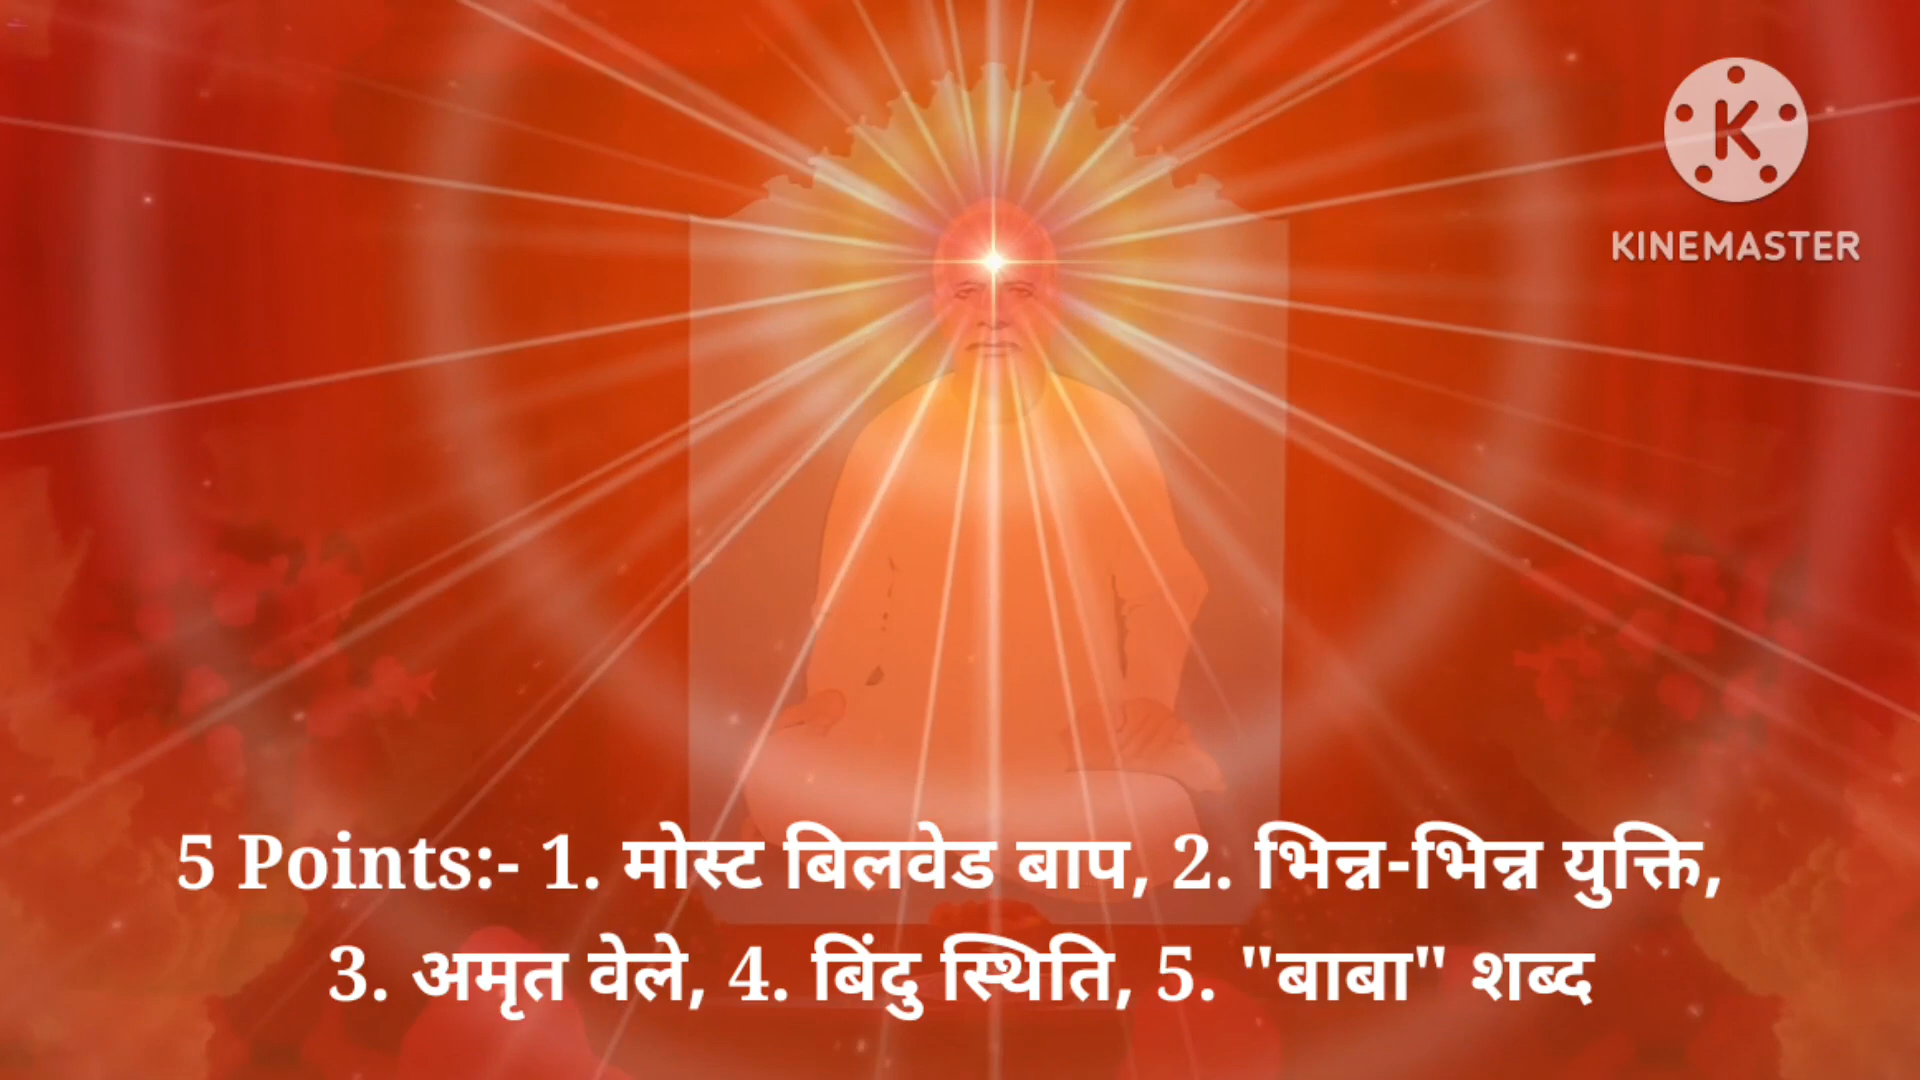 K
KINEMASTER
5 Points:- 1. मोस्ट बिलवेड बाप, 2. भिन्न-भिन्न युक्ति,
3. अमृत वेले, 4. बिंदु स्थिति, 5. "बाबा" शब्द